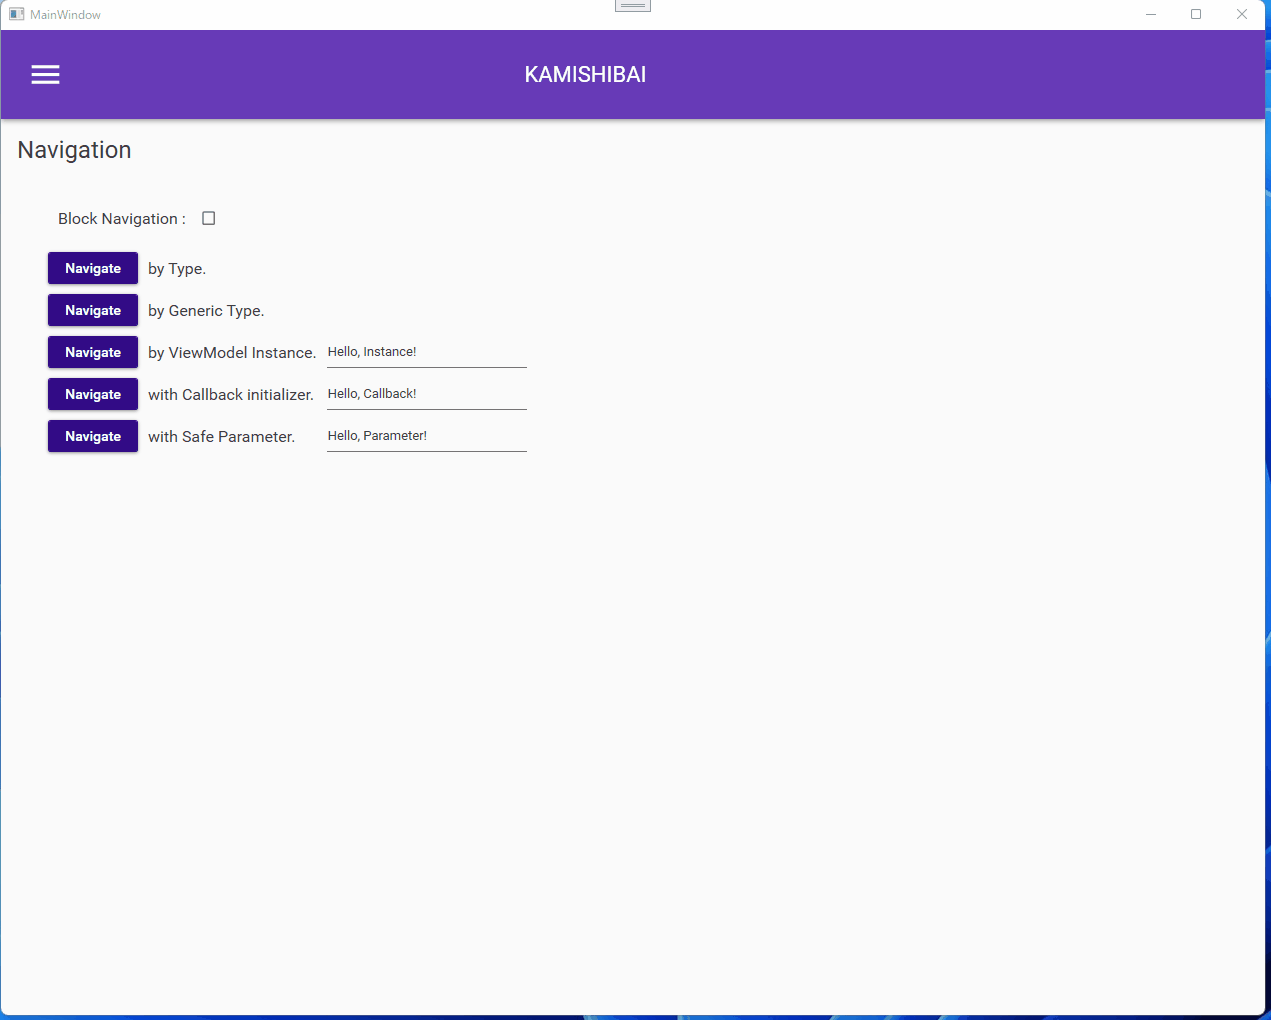 MainWindow
KAMISHIBAI
Navigation
Block Navigation :
Navigate by Type.
Navigate by Generic Type.
Navigate by ViewModel Instance. Hello, Instance!
Navigate with Callback initializer. Hello, Callback!
Navigate with Safe Parameter. Hello, Parameter!